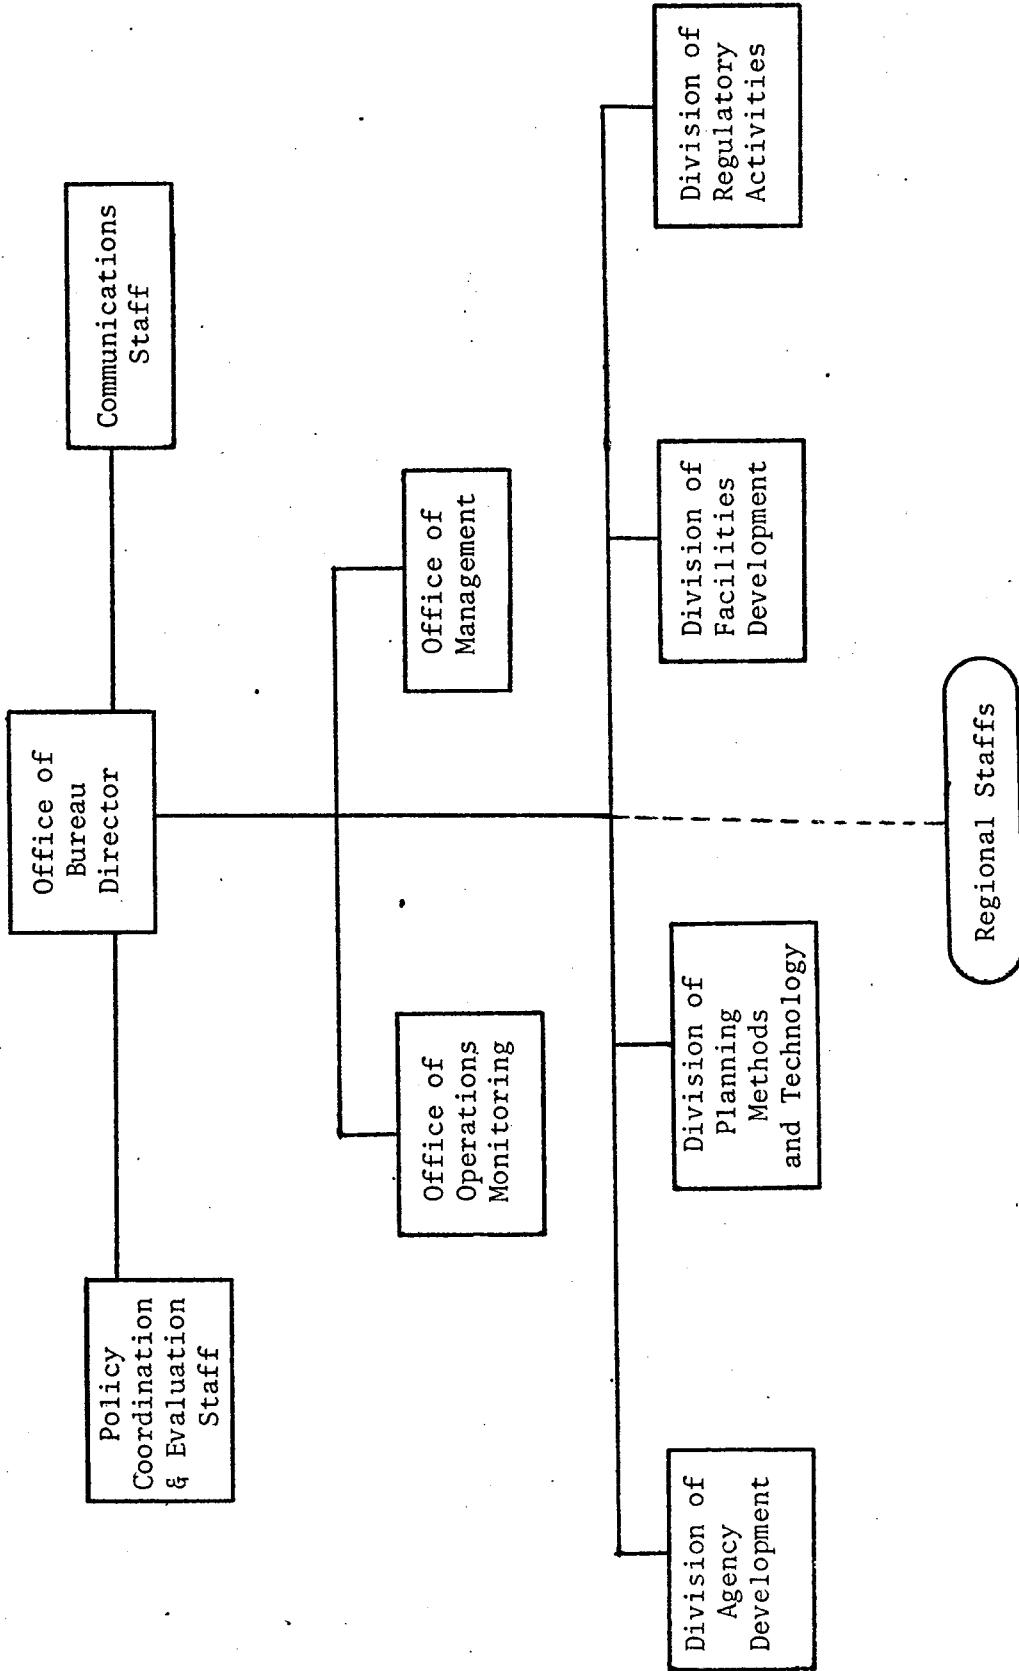 Office of
Bureau
Director
Policy
Coordination
& Evaluation
Staff
Communications
Staff
Office of
Operations
Monitoring
Office of
Management
Division of
Agency
Development
Division of
Planning
Methods
and Technology
Division of
Facilities
Development
Division of
Regulatory
Activities
Regional Staffs